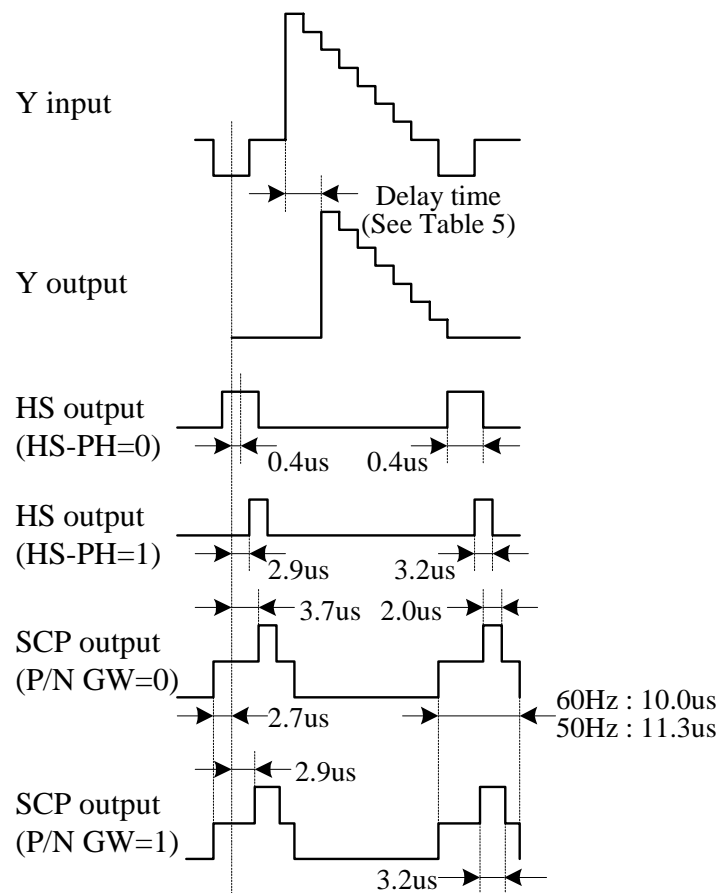 Y input
Delay time
(See Table 5)
Y output
HS output
(HS-PH=0)
0.4us
0.4us
HS output
(HS-PH=1)
2.9us
3.2us
3.7us
2.0us
SCP output
(P/N GW=0)
2.7us
60Hz : 10.0us
50Hz : 11.3us
2.9us
SCP output
(P/N GW=1)
3.2us